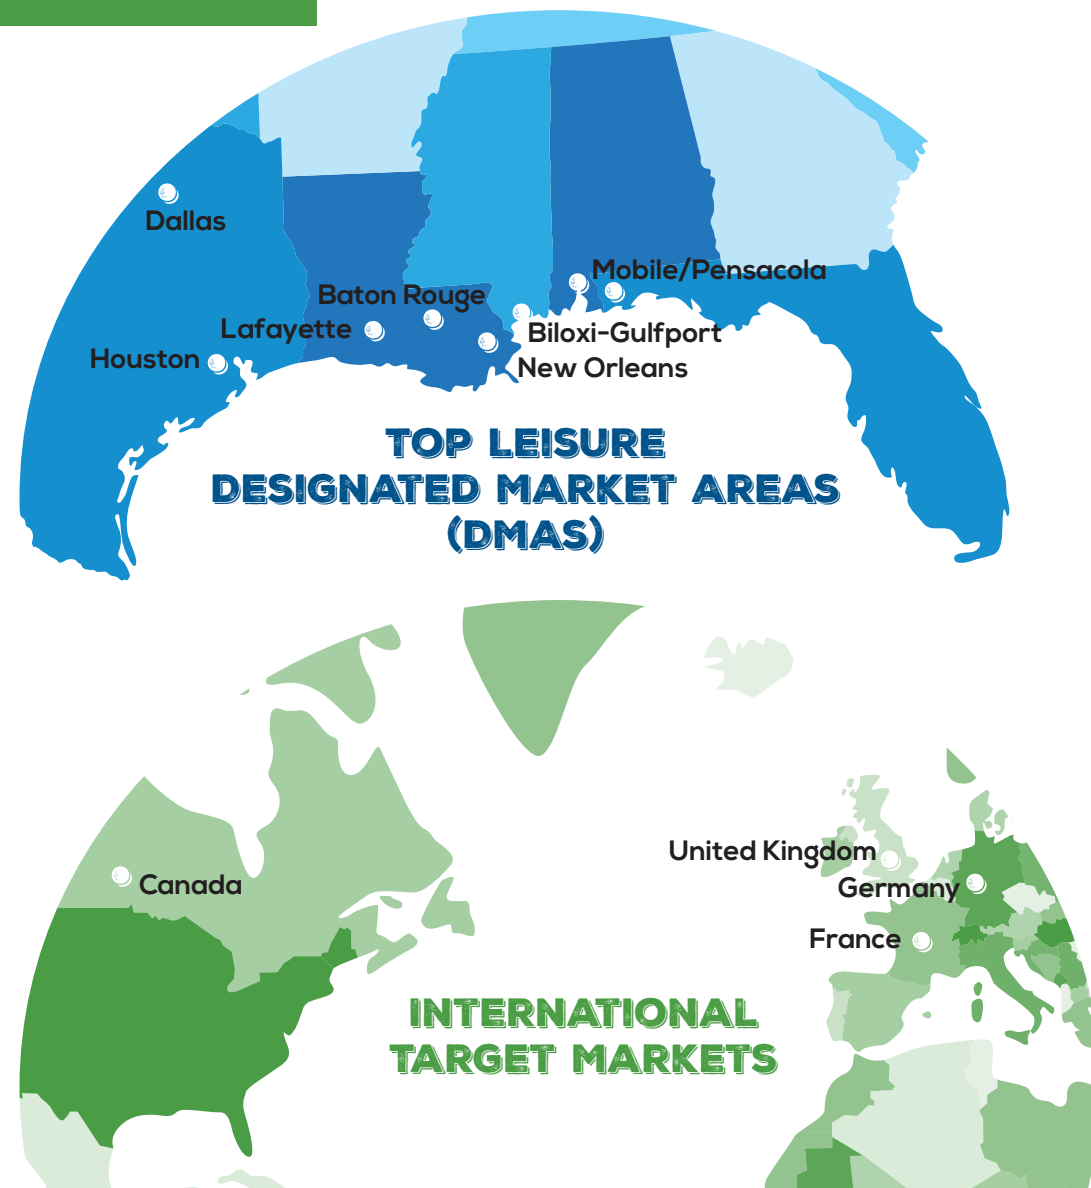 Dallas
Mobile/Pensacola
Baton Rouge
Lafayette
Biloxi-Gulfport
Houston
New Orleans
TOP LEISURE
DESIGNATED MARKET AREAS
(DMAS)
United Kingdom
Canada
Germany
France
INTERNATIONAL
TARGET MARKETS